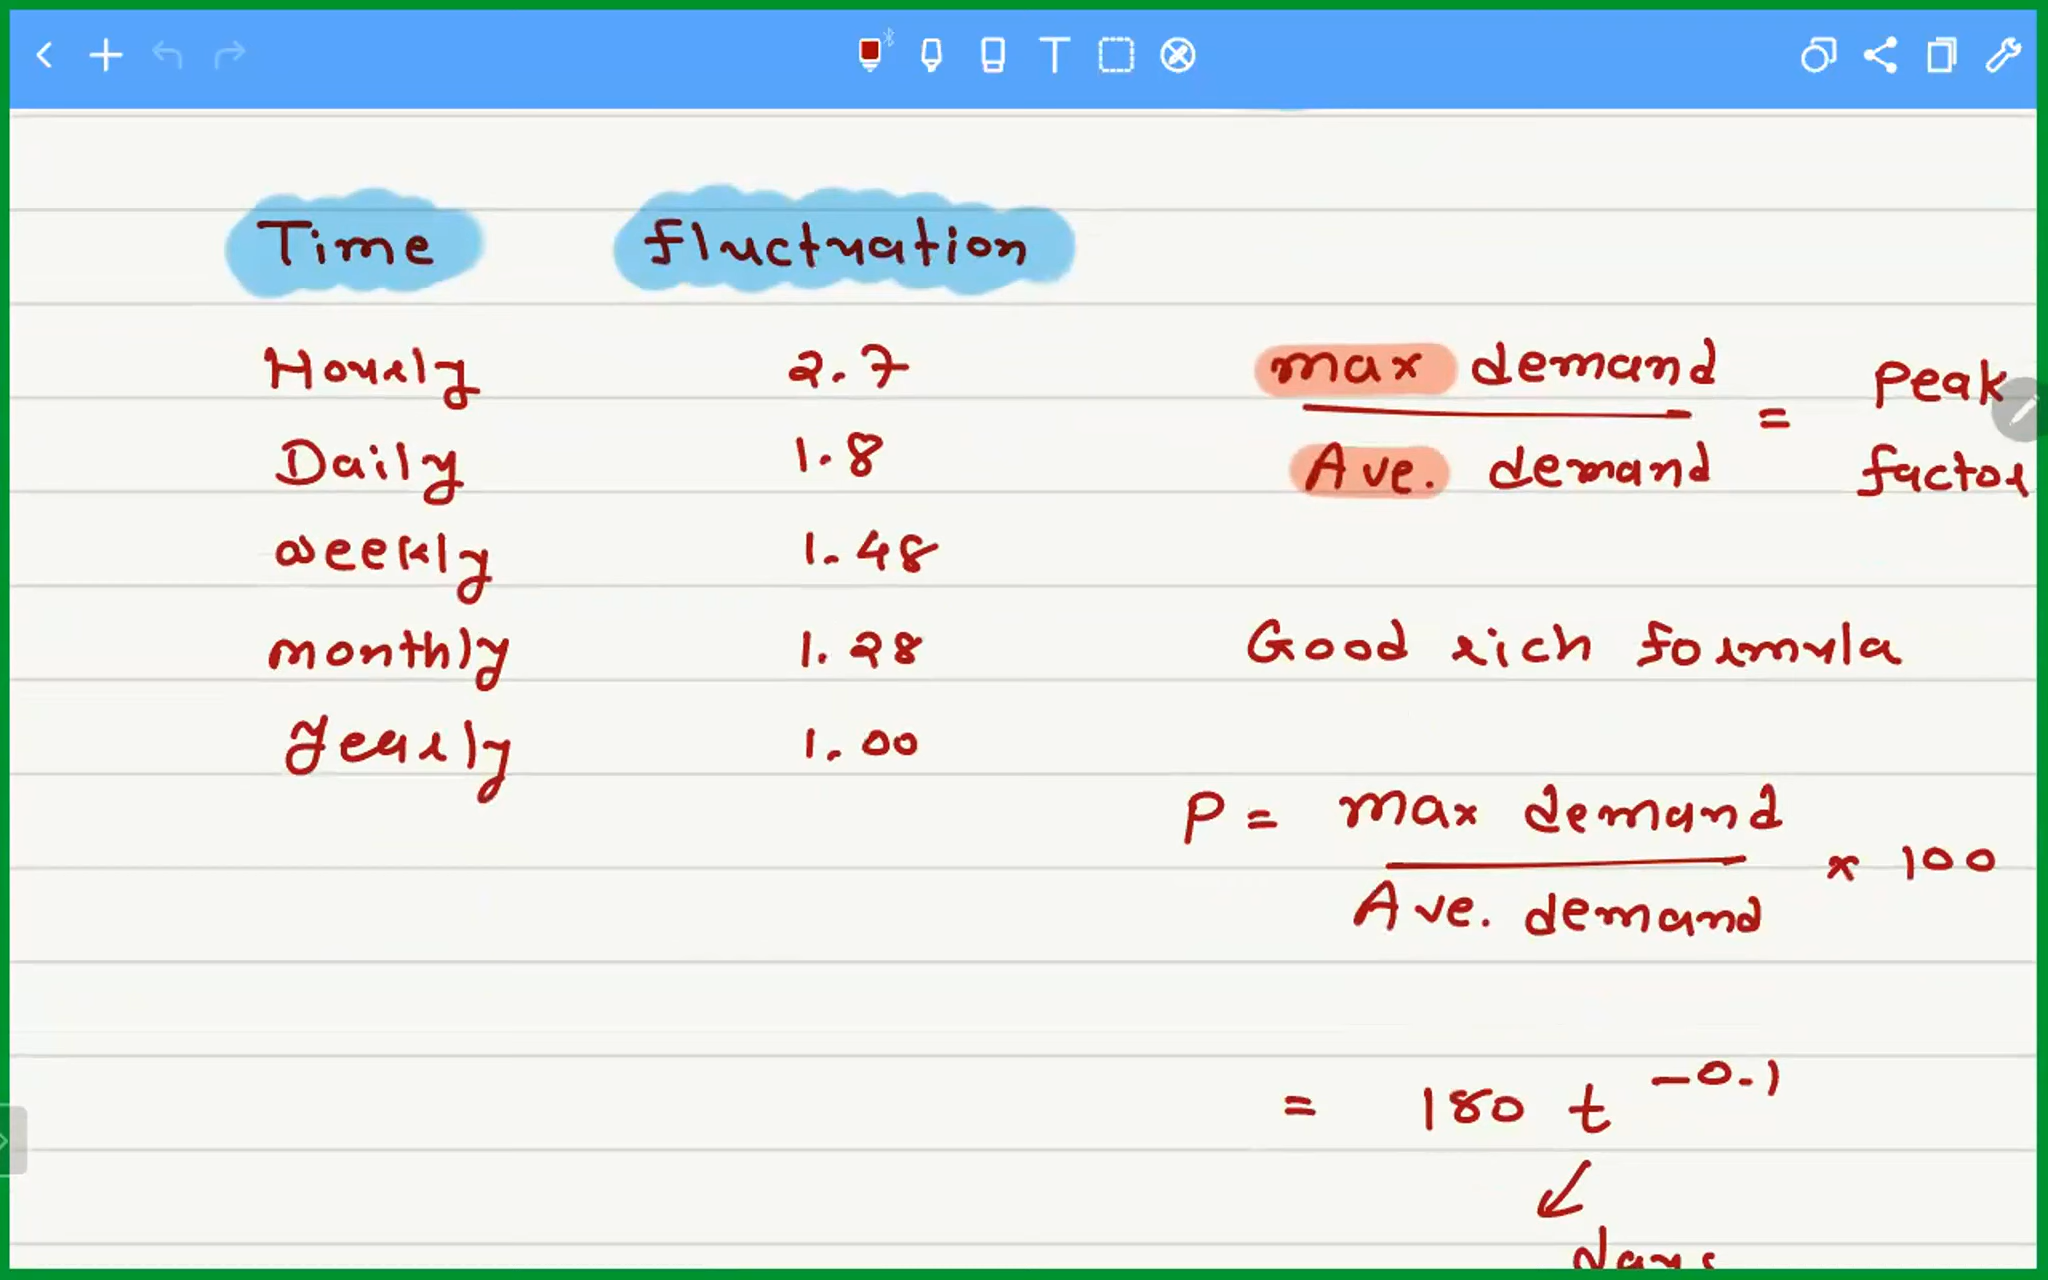 Time Fluctuation
Hourly 2.7
Daily 1.8
weekly 1.48
monthly 1.28
Yearly 1.00
max demand / Ave. demand = Peak factor
Good rich formula
P = max demand / Ave. demand × 100
= 180 t^-0.1
days